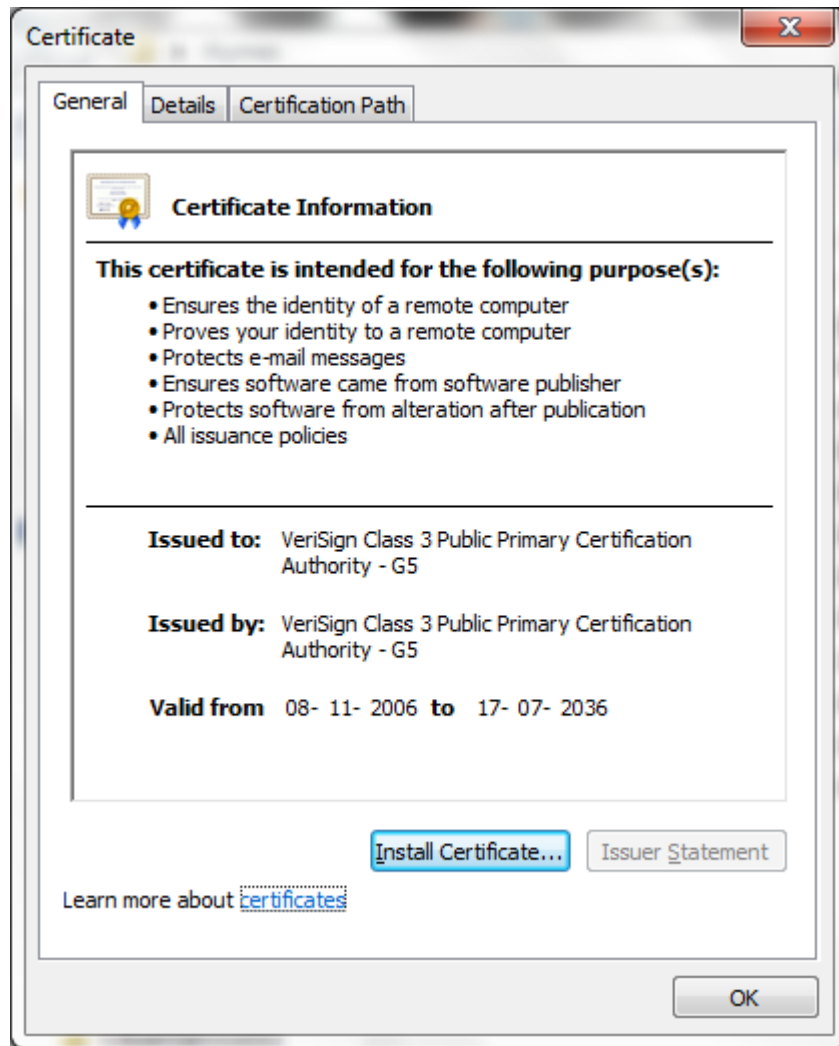 Certificate
General Details Certification Path
Certificate Information
This certificate is intended for the following purpose(s):
• Ensures the identity of a remote computer
• Proves your identity to a remote computer
• Protects e-mail messages
• Ensures software came from software publisher
• Protects software from alteration after publication
• All issuance policies
Issued to: VeriSign Class 3 Public Primary Certification
Authority - G5
Issued by: VeriSign Class 3 Public Primary Certification
Authority - G5
Valid from 08- 11- 2006 to 17- 07- 2036
Install Certificate... Issuer Statement
Learn more about certificates
OK